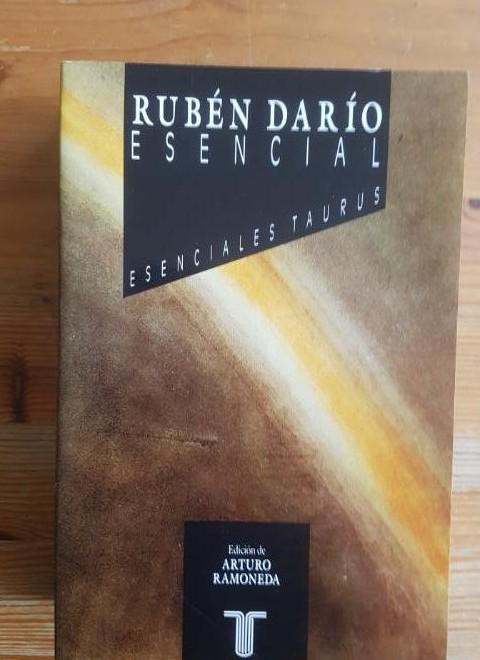 RUBÉN DARÍO
ESENCIAL
ESENCIALES TAURUS
Edición de
ARTURO
RAMONEDA